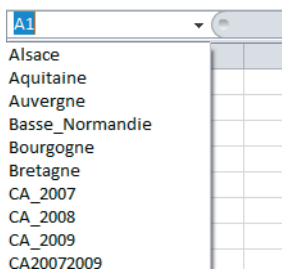 A1
Alsace
Aquitaine
Auvergne
Basse_Normandie
Bourgogne
Bretagne
CA_2007
CA_2008
CA_2009
CA20072009